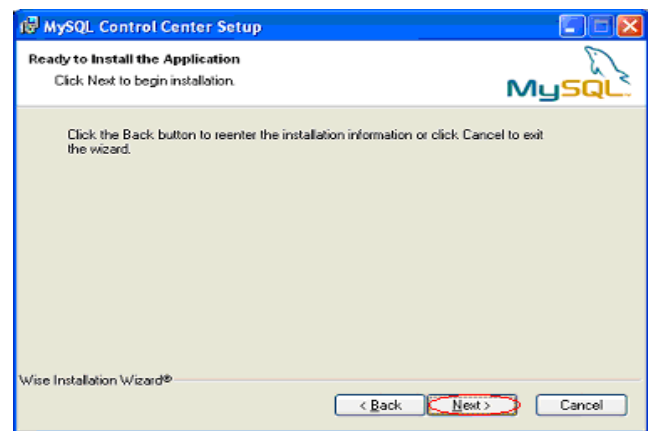 MySQL Control Center Setup
Ready to Install the Application
Click Next to begin installation.
MySQL
Click the Back button to reenter the installation information or click Cancel to exit
the wizard.
Wise Installation Wizard®
< Back Next > Cancel